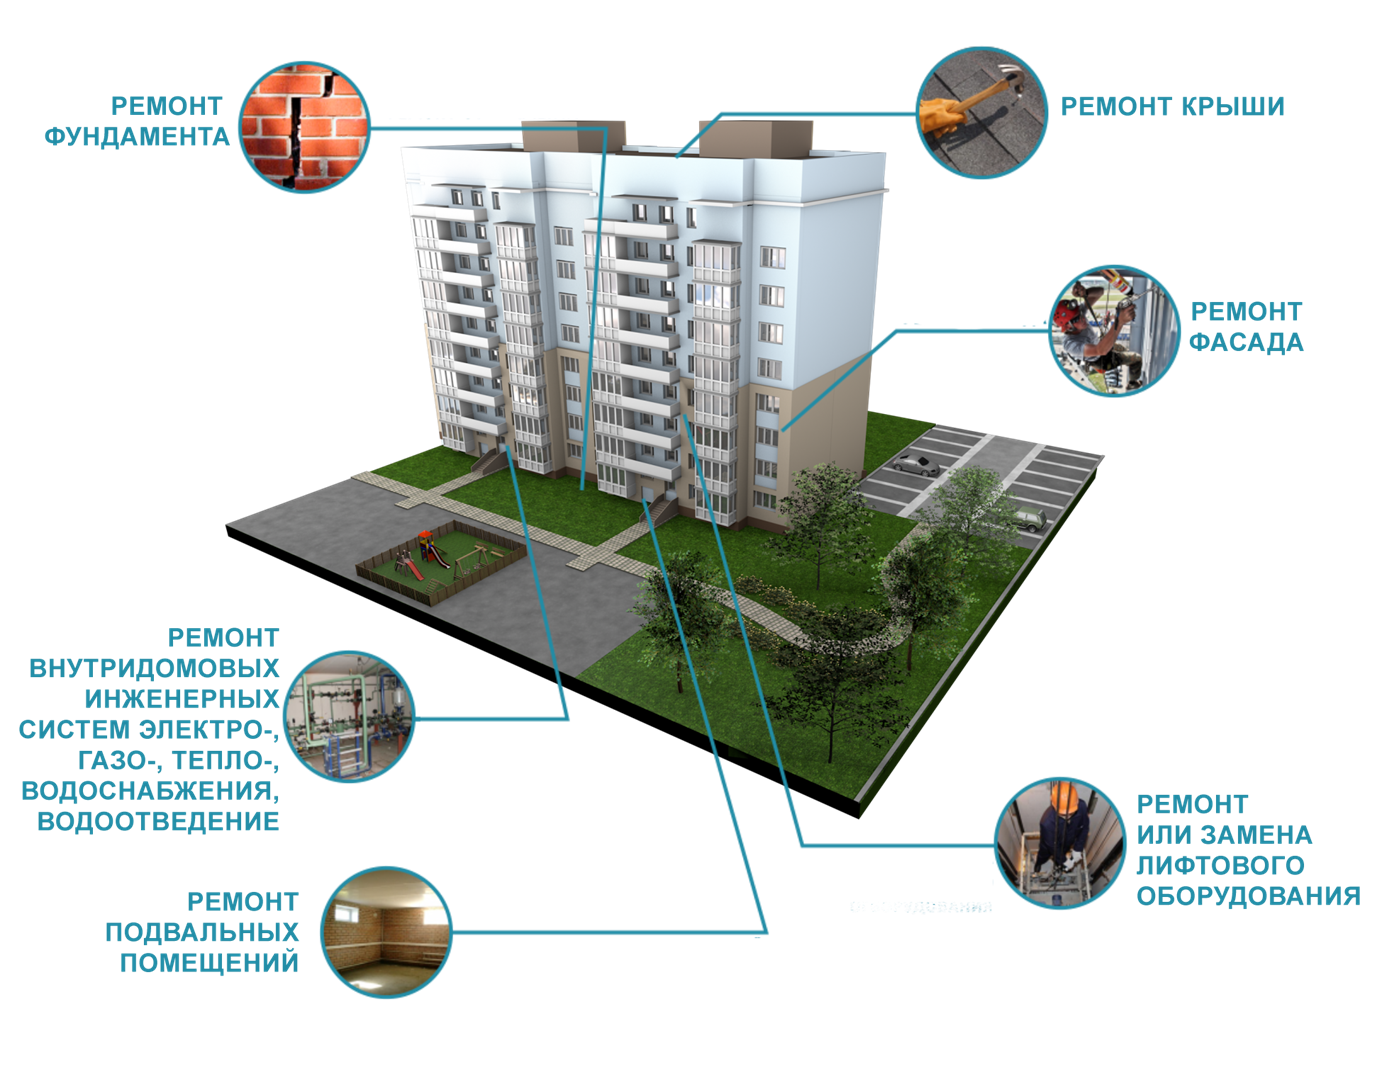 РЕМОНТ
ФУНДАМЕНТА
РЕМОНТ КРЫШИ
РЕМОНТ
ФАСАДА
РЕМОНТ
ВНУТРИДОМОВЫХ
ИНЖЕНЕРНЫХ
СИСТЕМ ЭЛЕКТРО-,
ГАЗО-, ТЕПЛО-,
ВОДОСНАБЖЕНИЯ,
ВОДООТВЕДЕНИЕ
РЕМОНТ
ИЛИ ЗАМЕНА
ЛИФТОВОГО
ОБОРУДОВАНИЯ
РЕМОНТ
ПОДВАЛЬНЫХ
ПОМЕЩЕНИЙ